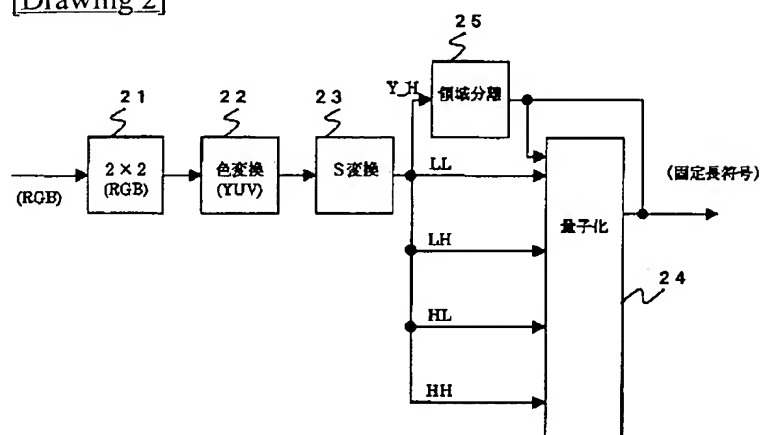 [Drawing 2]
25
21
22
23
Y_H
領域分離
2×2
(RGB)
色変換
(YUV)
S変換
LL
(RGB)
(固定長符号)
量子化
LH
24
HL
HH